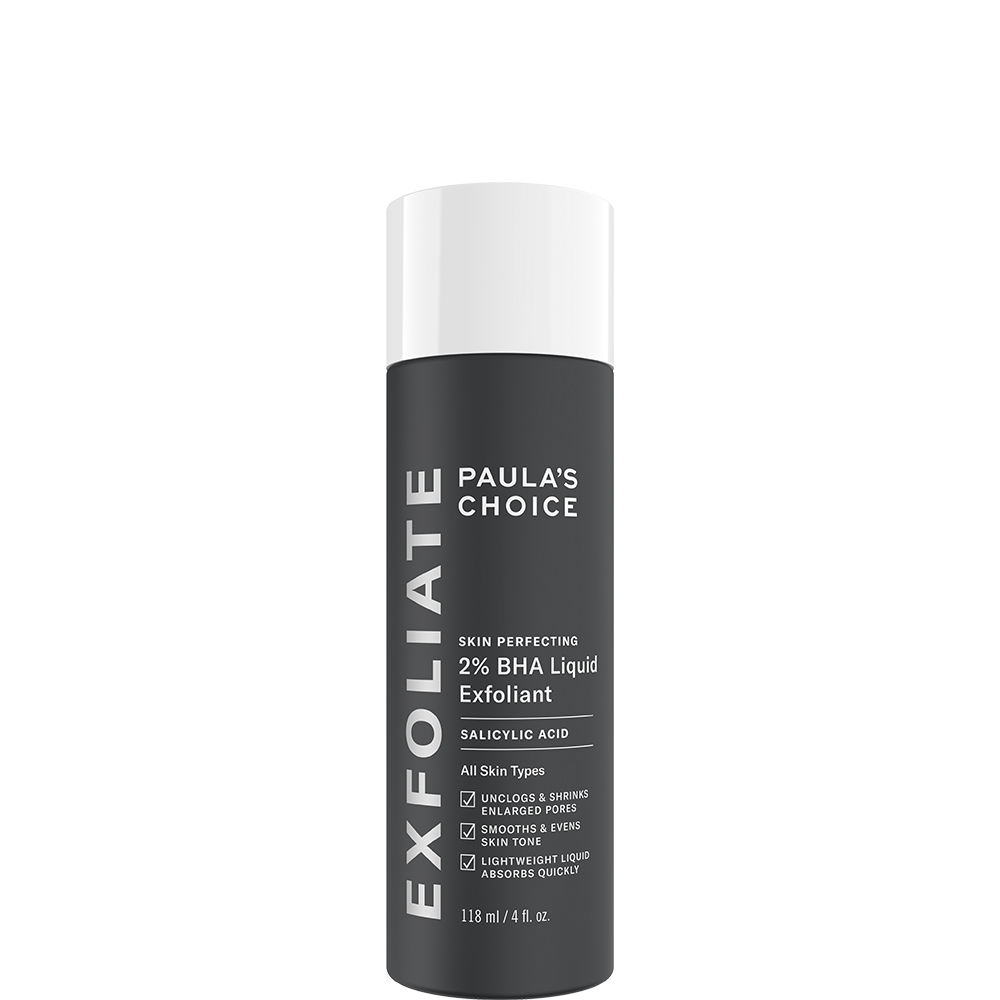 EXFOLIATE
PAULA'S
CHOICE
SKIN PERFECTING
2% BHA Liquid
Exfoliant
SALICYLIC ACID
All Skin Types
UNCLOGS & SHRINKS
ENLARGED PORES
SMOOTHS & EVENS
SKIN TONE
LIGHTWEIGHT LIQUID
ABSORBS QUICKLY
118 ml / 4 fl. oz.